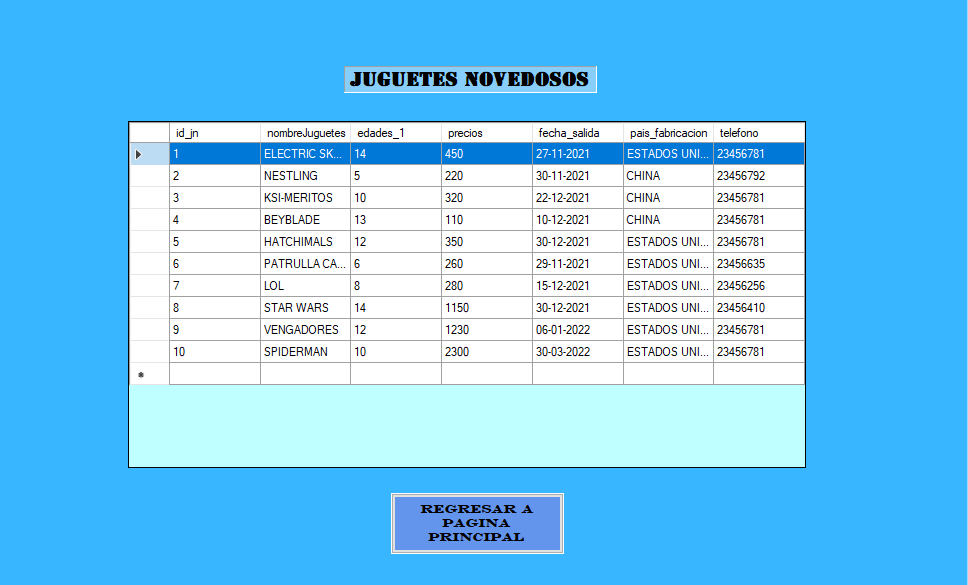 JUGUETES NOVEDOSOS
id_jn nombreJuguetes edades_1 precios fecha_salida pais_fabricacion telefono
1 ELECTRIC SK... 14 450 27-11-2021 ESTADOS UNI... 23456781
2 NESTLING 5 220 30-11-2021 CHINA 23456792
3 KSI-MERITOS 10 320 22-12-2021 CHINA 23456781
4 BEYBLADE 13 110 10-12-2021 CHINA 23456781
5 HATCHIMALS 12 350 30-12-2021 ESTADOS UNI... 23456781
6 PATRULLA CA... 6 260 29-11-2021 ESTADOS UNI... 23456635
7 LOL 8 280 15-12-2021 ESTADOS UNI... 23456256
8 STAR WARS 14 1150 30-12-2021 ESTADOS UNI... 23456410
9 VENGADORES 12 1230 06-01-2022 ESTADOS UNI... 23456781
10 SPIDERMAN 10 2300 30-03-2022 ESTADOS UNI... 23456781
REGRESAR A
PAGINA
PRINCIPAL